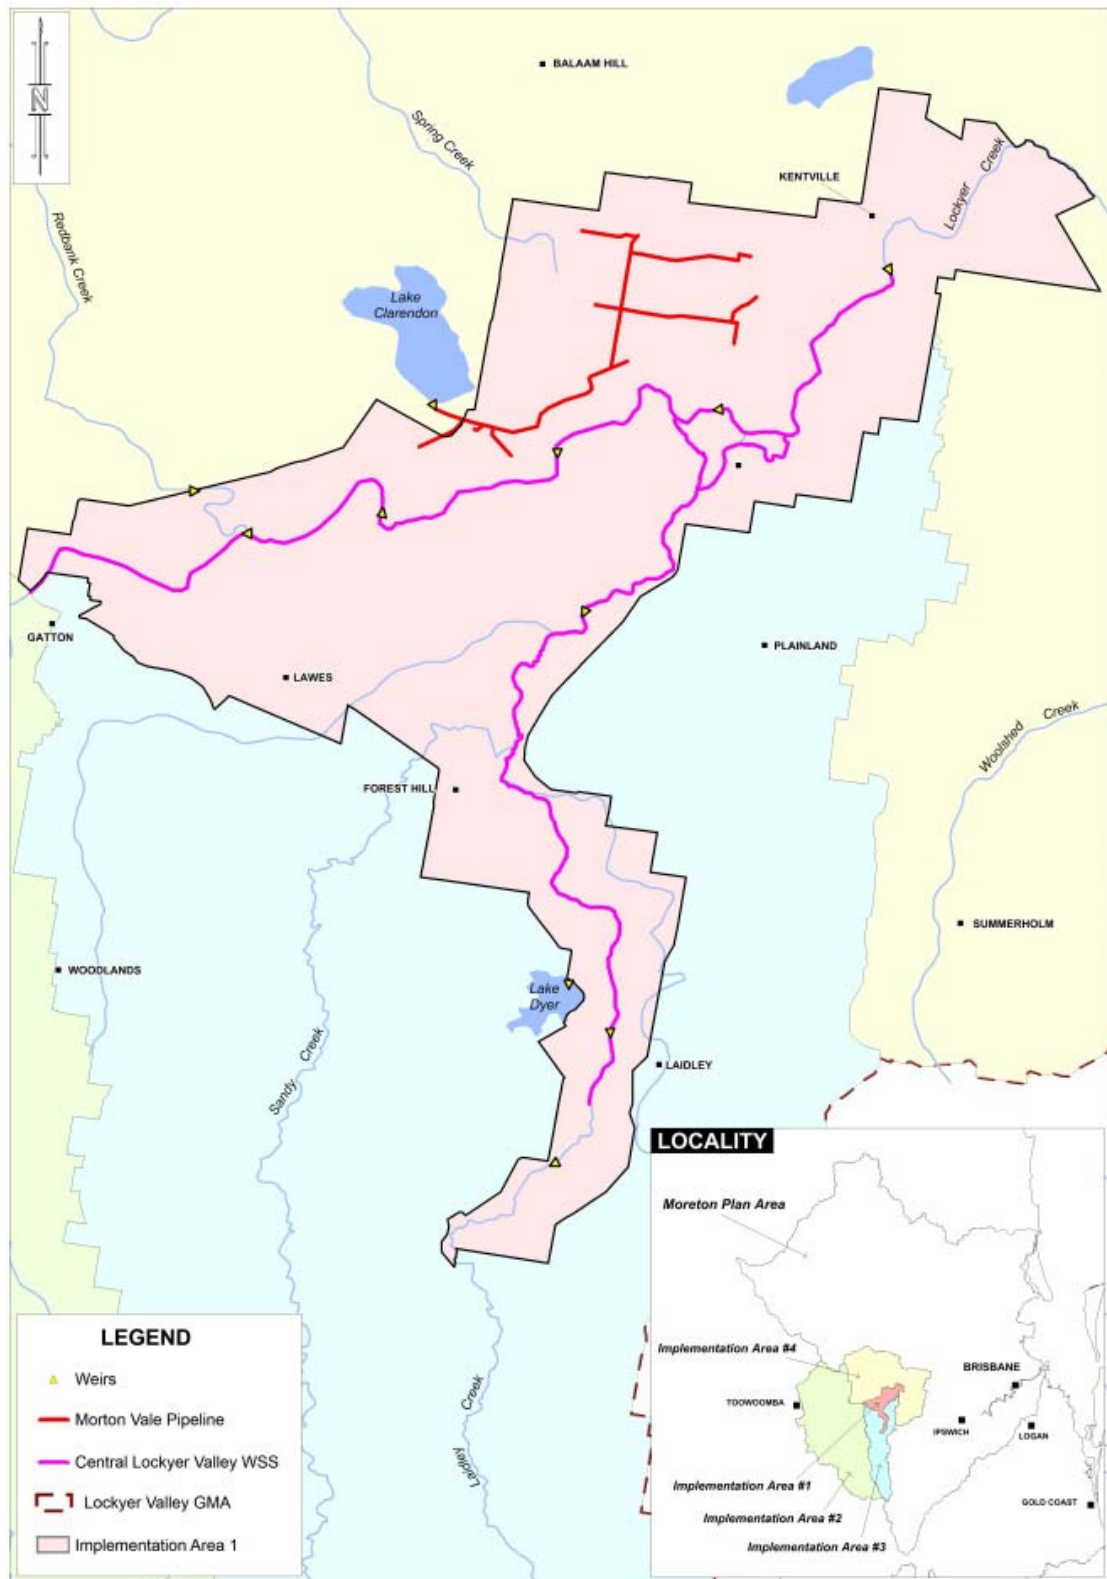 N
BALAAM HILL
Spring Creek
KENTVILLE
Lockyer Creek
Redbank Creek
Lake
Clarendon
GATTON
PLAINLAND
LAWES
Woolshed Creek
FOREST HILL
SUMMERHOLM
WOODLANDS
Lake
Dyer
Sandy Creek
LAIDLEY
Laidley Creek
LEGEND
Weirs
Morton Vale Pipeline
Central Lockyer Valley WSS
Lockyer Valley GMA
Implementation Area 1
LOCALITY
Moreton Plan Area
Implementation Area #4
BRISBANE
TOOWOOMBA
IPSWICH
LOGAN
Implementation Area #1
GOLD COAST
Implementation Area #2
Implementation Area #3